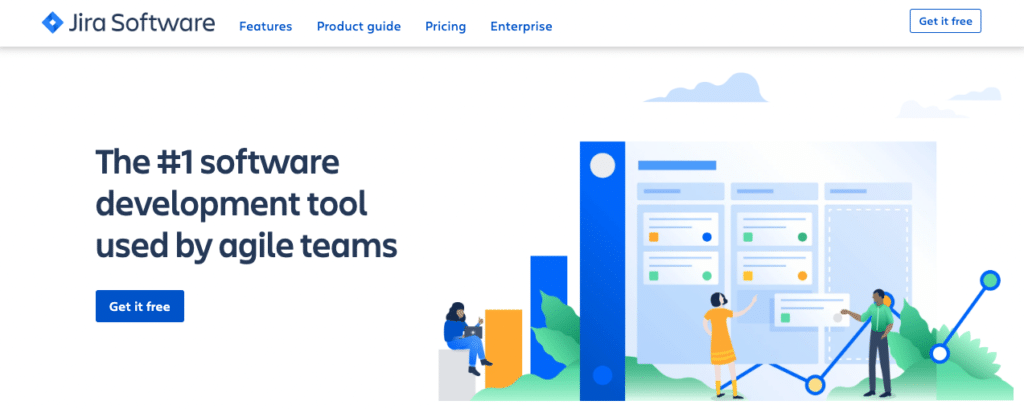 Jira Software
Features
Product guide
Pricing
Enterprise
Get it free
The #1 software
development tool
used by agile teams
Get it free